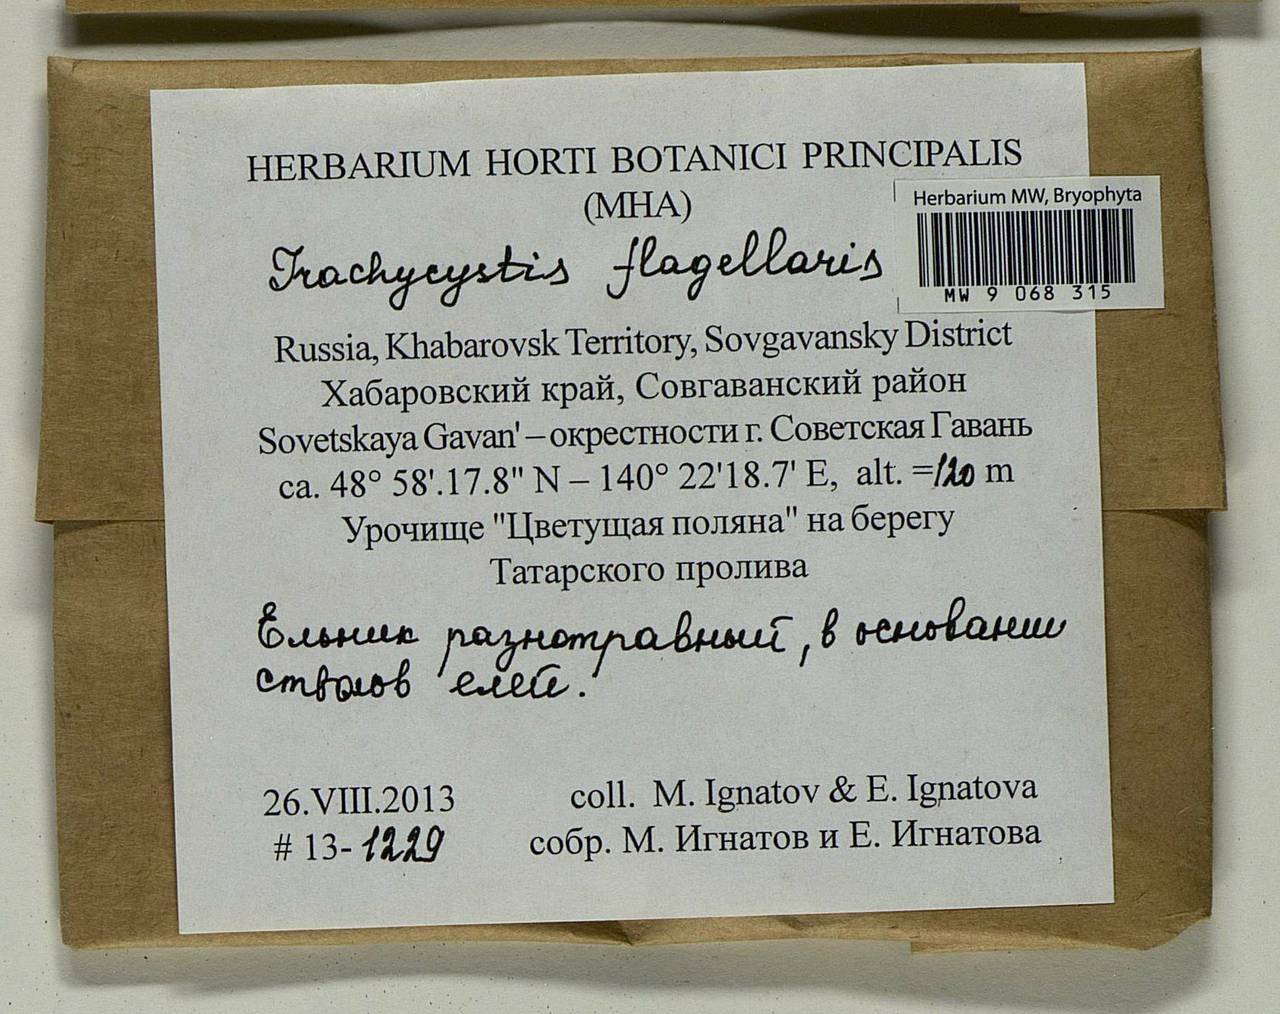 HERBARIUM HORTI BOTANICI PRINCIPALIS
(MHA)
Herbarium MW, Bryophyta
MW 9 068 315
Trachycystis flagellaris
Russia, Khabarovsk Territory, Sovgavansky District
Хабаровский край, Совгаванский район
Sovetskaya Gavan' – окрестности г. Советская Гавань
ca. 48° 58'.17.8" N – 140° 22'18.7' E, alt. =120 m
Урочище "Цветущая поляна" на берегу
Татарского пролива
Ельник разнотравный, в основании
стволов елей.
26.VIII.2013
coll. M. Ignatov & E. Ignatova
# 13-1229
собр. М. Игнатов и Е. Игнатова